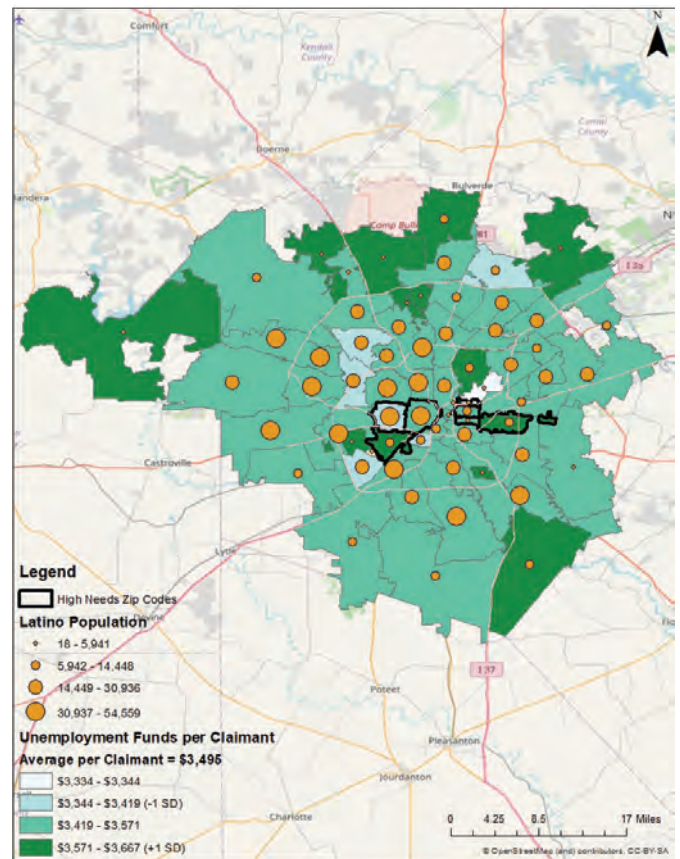 N
Comfort
Kendall
County
Comal
County
Boerne
Bulverde
Camp Bull
Castroville
Lytle
I 37
Poteet
Pleasanton
Jourdanton
Charlotte
Legend
High Needs Zip Codes
Latino Population
18 - 5,941
5,942 - 14,448
14,449 - 30,936
30,937 - 54,559
Unemployment Funds per Claimant
Average per Claimant = $3,495
$3,334 - $3,344
$3,344 - $3,419 (-1 SD)
$3,419 - $3,571
$3,571 - $3,667 (+1 SD)
0 4.25 8.5 17 Miles
© OpenStreetMap (and) contributors, CC-BY-SA